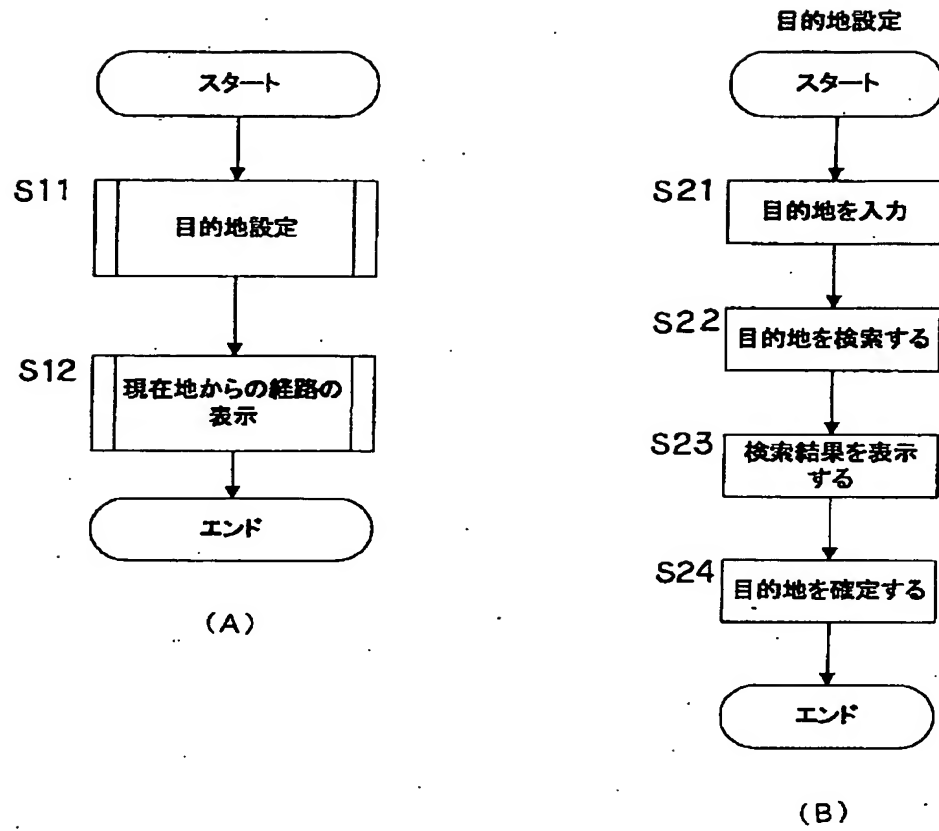 スタート
S11
目的地設定
S12
現在地からの経路の
表示
エンド
(A)
目的地設定
スタート
S21
目的地を入力
S22
目的地を検索する
S23
検索結果を表示
する
S24
目的地を確定する
エンド
(B)